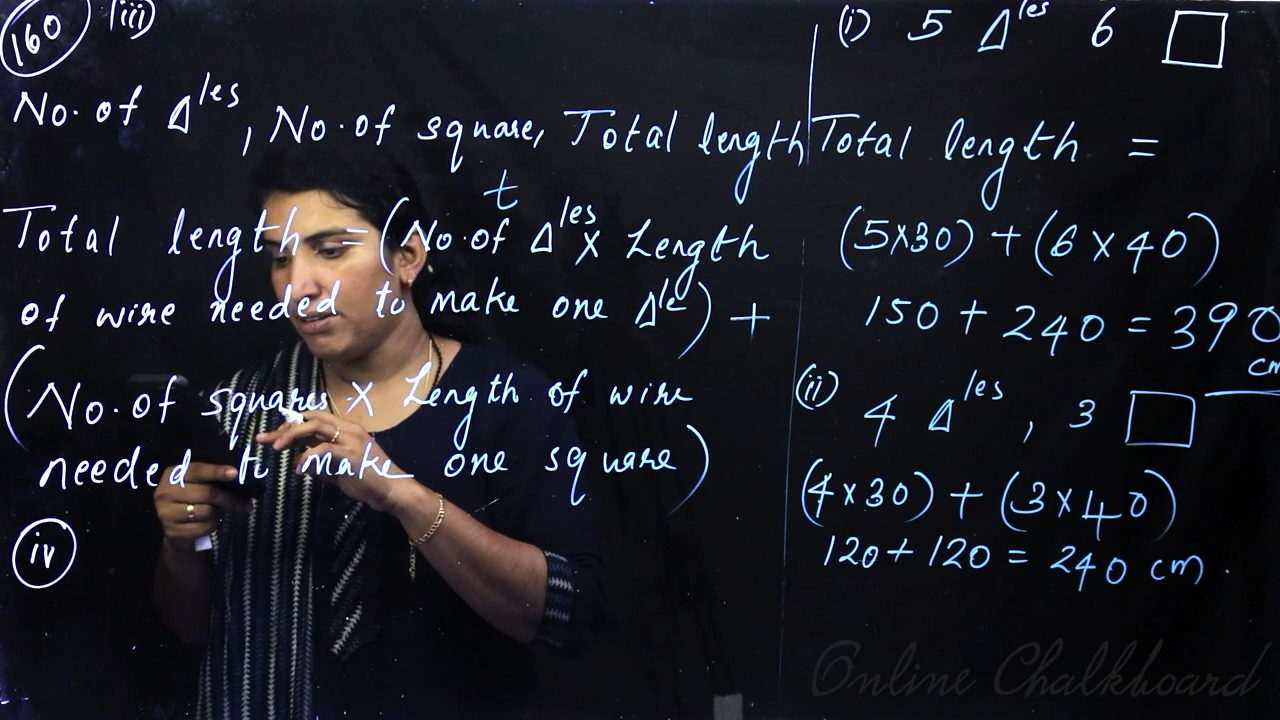 160 (iii)
No. of Δles, No. of square, Total length
t
Total length = (No. of Δles × Length
of wire needed to make one Δle) +
(No. of squares × Length of wire
needed to make one square)
iv
(i) 5 Δles 6 □
Total length =
(5×30) + (6×40)
150 + 240 = 390
cm
(ii) 4 Δles, 3 □
(4×30) + (3×40)
120 + 120 = 240 cm.
Online Chalkboard